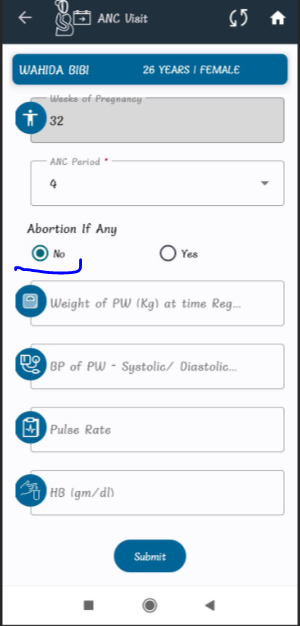 ANC Visit
WAHIDA BIBI 26 YEARS | FEMALE
Weeks of Pregnancy
32
ANC Period *
4
Abortion If Any
No Yes
Weight of PW (Kg) at time Reg...
BP of PW - Systolic/ Diastolic...
Pulse Rate
HB (gm/dl)
Submit